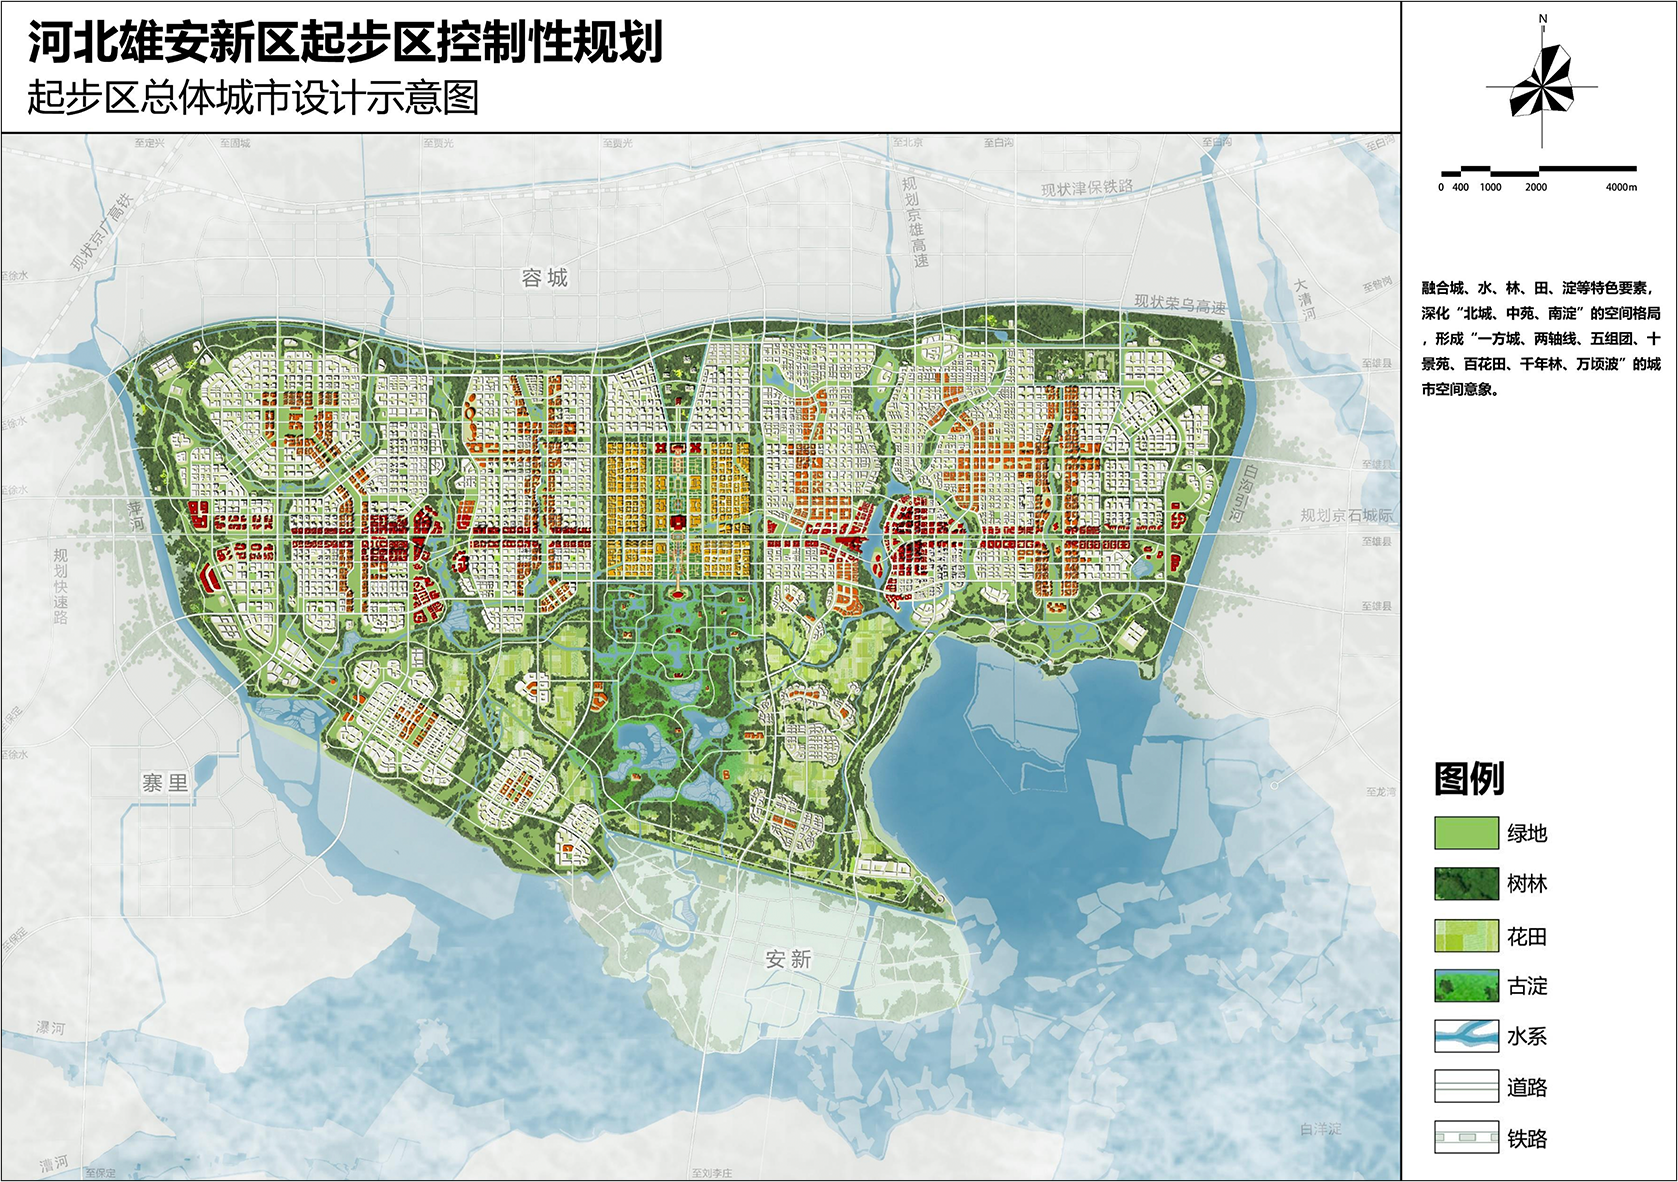 河北雄安新区起步区控制性规划
起步区总体城市设计示意图
N
0 400 1000 2000 4000m
融合城、水、林、田、淀等特色要素，
深化“北城、中苑、南淀”的空间格局
，形成“一方城、两轴线、五组团、十
景苑、百花田、千年林、万顷波”的城
市空间意象。
至定兴
至固城
至贾光
至贾光
至北京
至白沟
至白沟
至白沟
现状京广高铁
规划京雄高速
现状津保铁路
容城
现状荣乌高速
大清河
至昝岗
至徐水
至雄县
至徐水
至雄县
至徐水
萍河
白沟引河
规划京石城际
至雄县
规划快速路
至雄县
至保定
至徐水
寨里
至龙湾
至保定
安新
瀑河
白洋淀
漕河
至保定
至刘李庄
图例
绿地
树林
花田
古淀
水系
道路
铁路